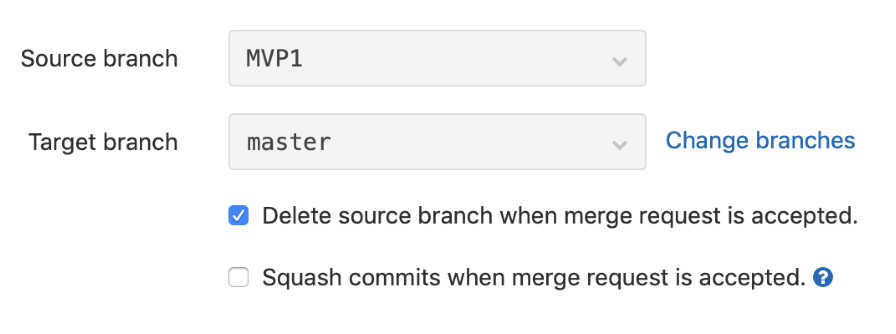 Source branch MVP1
Target branch master Change branches
Delete source branch when merge request is accepted.
Squash commits when merge request is accepted. ?